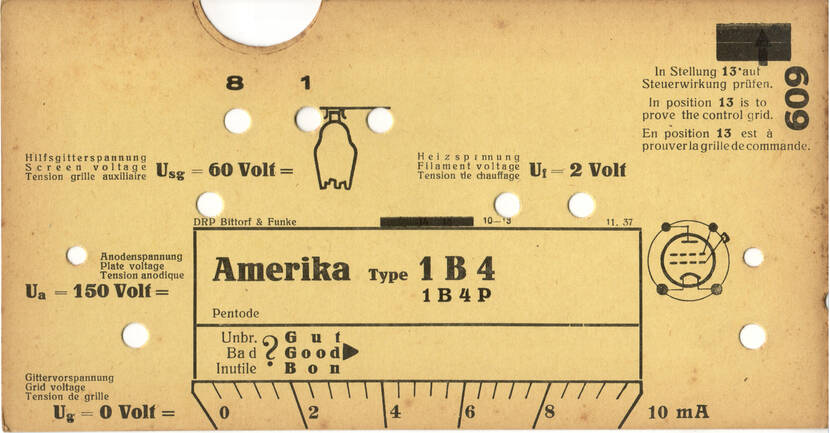 8 1
In Stellung 13 auf
Steuerwirkung prüfen.
In position 13 is to
prove the control grid.
En position 13 est à
prouver la grille de commande.
609
Hilfsgitterspannung
Screen voltage
Tension grille auxiliaire
Usg = 60 Volt =
Heizspannung
Filament voltage
Tension de chauffage
Uf = 2 Volt
DRP Bittorf & Funke
10—13
11. 37
Anodenspannung
Plate voltage
Tension anodique
Ua = 150 Volt =
Amerika Type 1 B 4
1 B 4 P
Pentode
Unbr. ? Gut
Bad Good
Inutile Bon
Gittervorspannung
Grid voltage
Tension de grille
Ug = 0 Volt =
0 2 4 6 8 10 mA